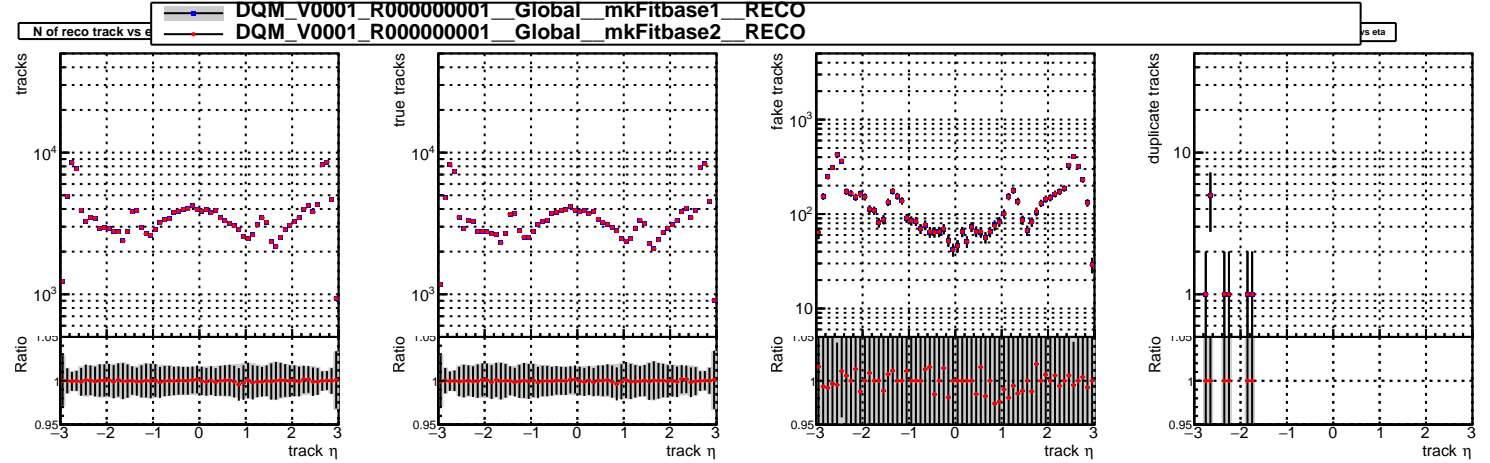 DQM_V0001_R000000001__Global__mkFitbase1__RECO
DQM_V0001_R000000001__Global__mkFitbase2__RECO
N of reco track vs e
vs eta
tracks
10⁴
10³
Ratio
1.05
1
0.95
−3 −2 −1 0 1 2 3
track η
true tracks
10⁴
10³
Ratio
1.05
1
0.95
−3 −2 −1 0 1 2 3
track η
fake tracks
10³
10²
10
Ratio
1.05
1
0.95
−3 −2 −1 0 1 2 3
track η
duplicate tracks
10
1
Ratio
1.05
1
0.95
−3 −2 −1 0 1 2 3
track η